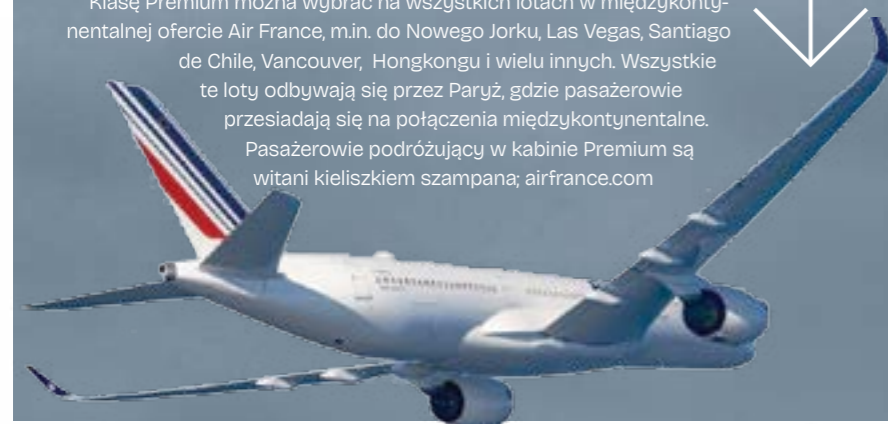 Klasę Premium można wybrać na wszystkich lotach w międzykonty-
nentalnej ofercie Air France, m.in. do Nowego Jorku, Las Vegas, Santiago
de Chile, Vancouver, Hongkongu i wielu innych. Wszystkie
te loty odbywają się przez Paryż, gdzie pasażerowie
przesiadają się na połączenia międzykontynentalne.
Pasażerowie podróżujący w kabinie Premium są
witani kieliszkiem szampana; airfrance.com